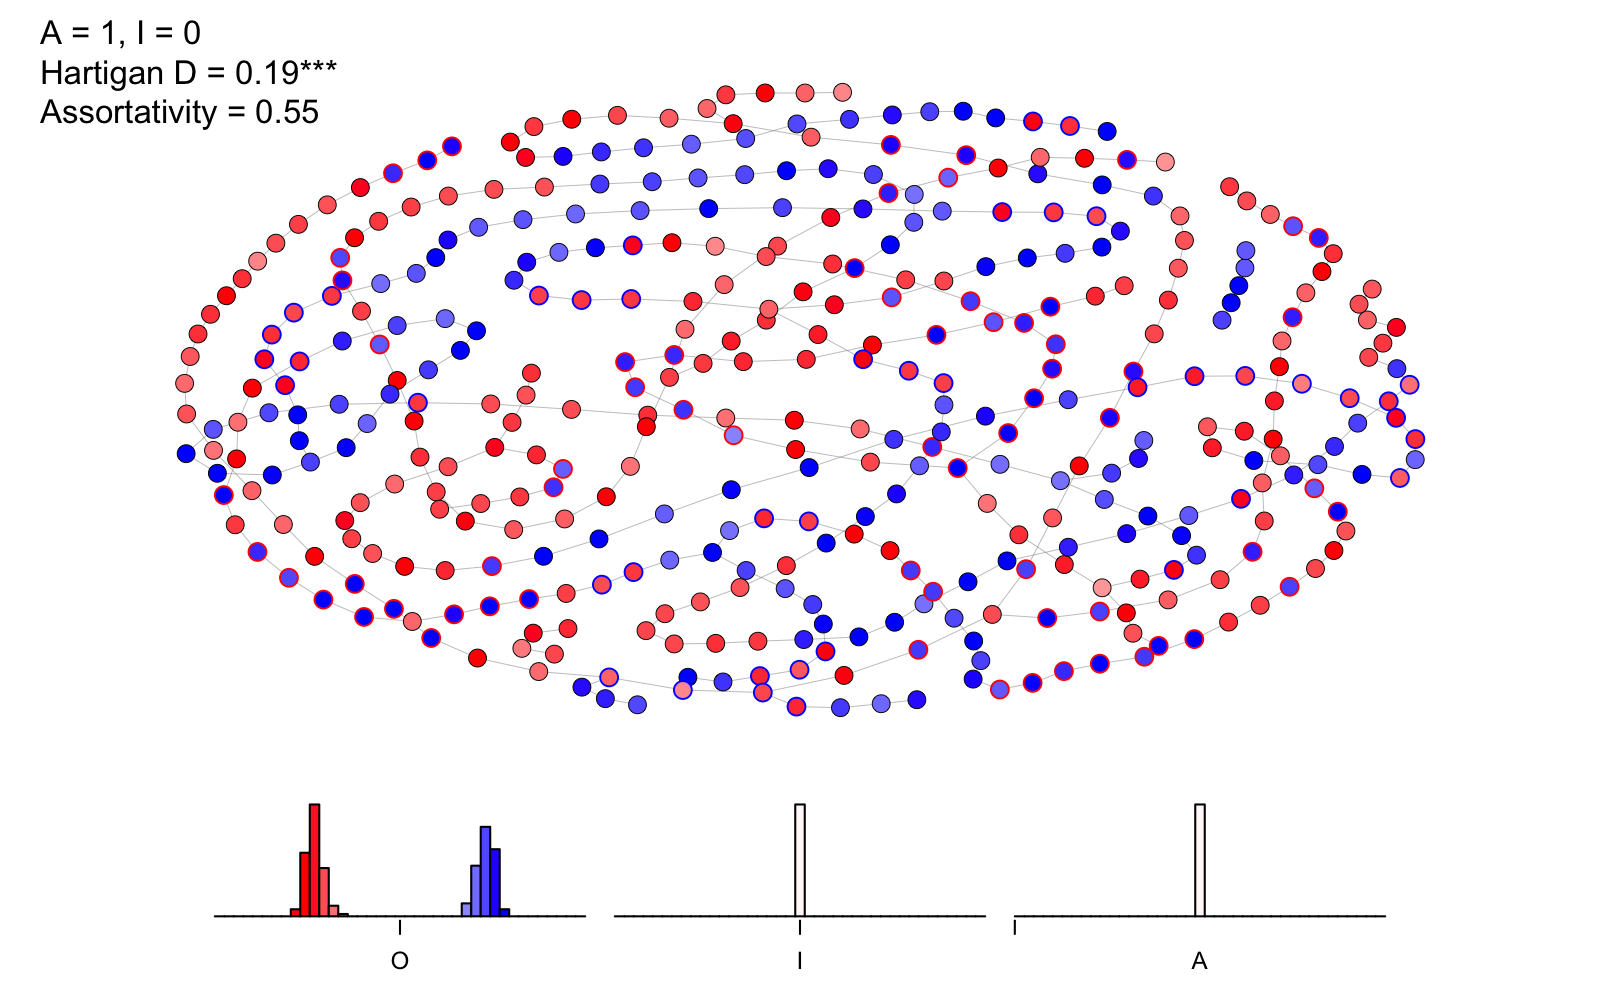 A = 1, I = 0
Hartigan D = 0.19***
Assortativity = 0.55
O
I
A